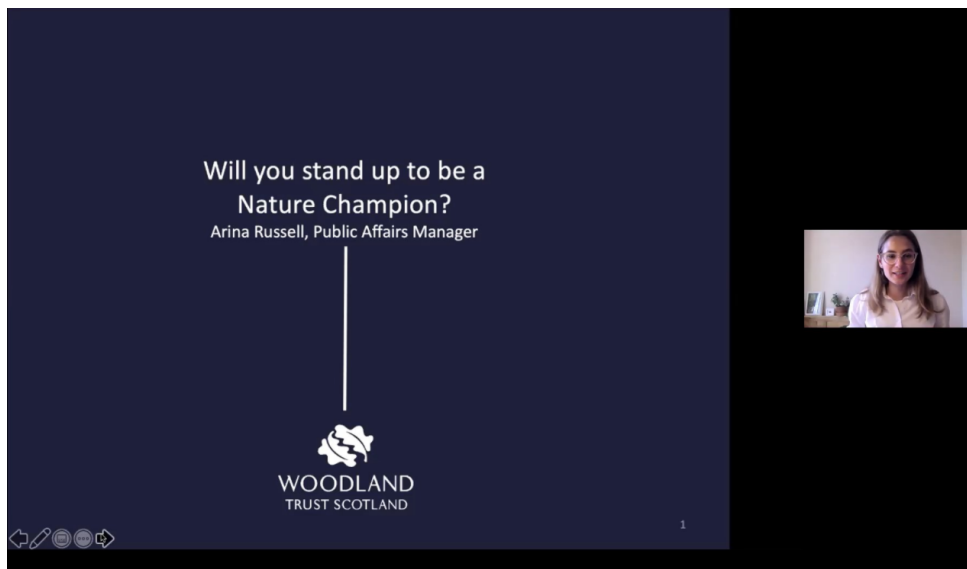 Will you stand up to be a
Nature Champion?
Arina Russell, Public Affairs Manager
WOODLAND
TRUST SCOTLAND
1